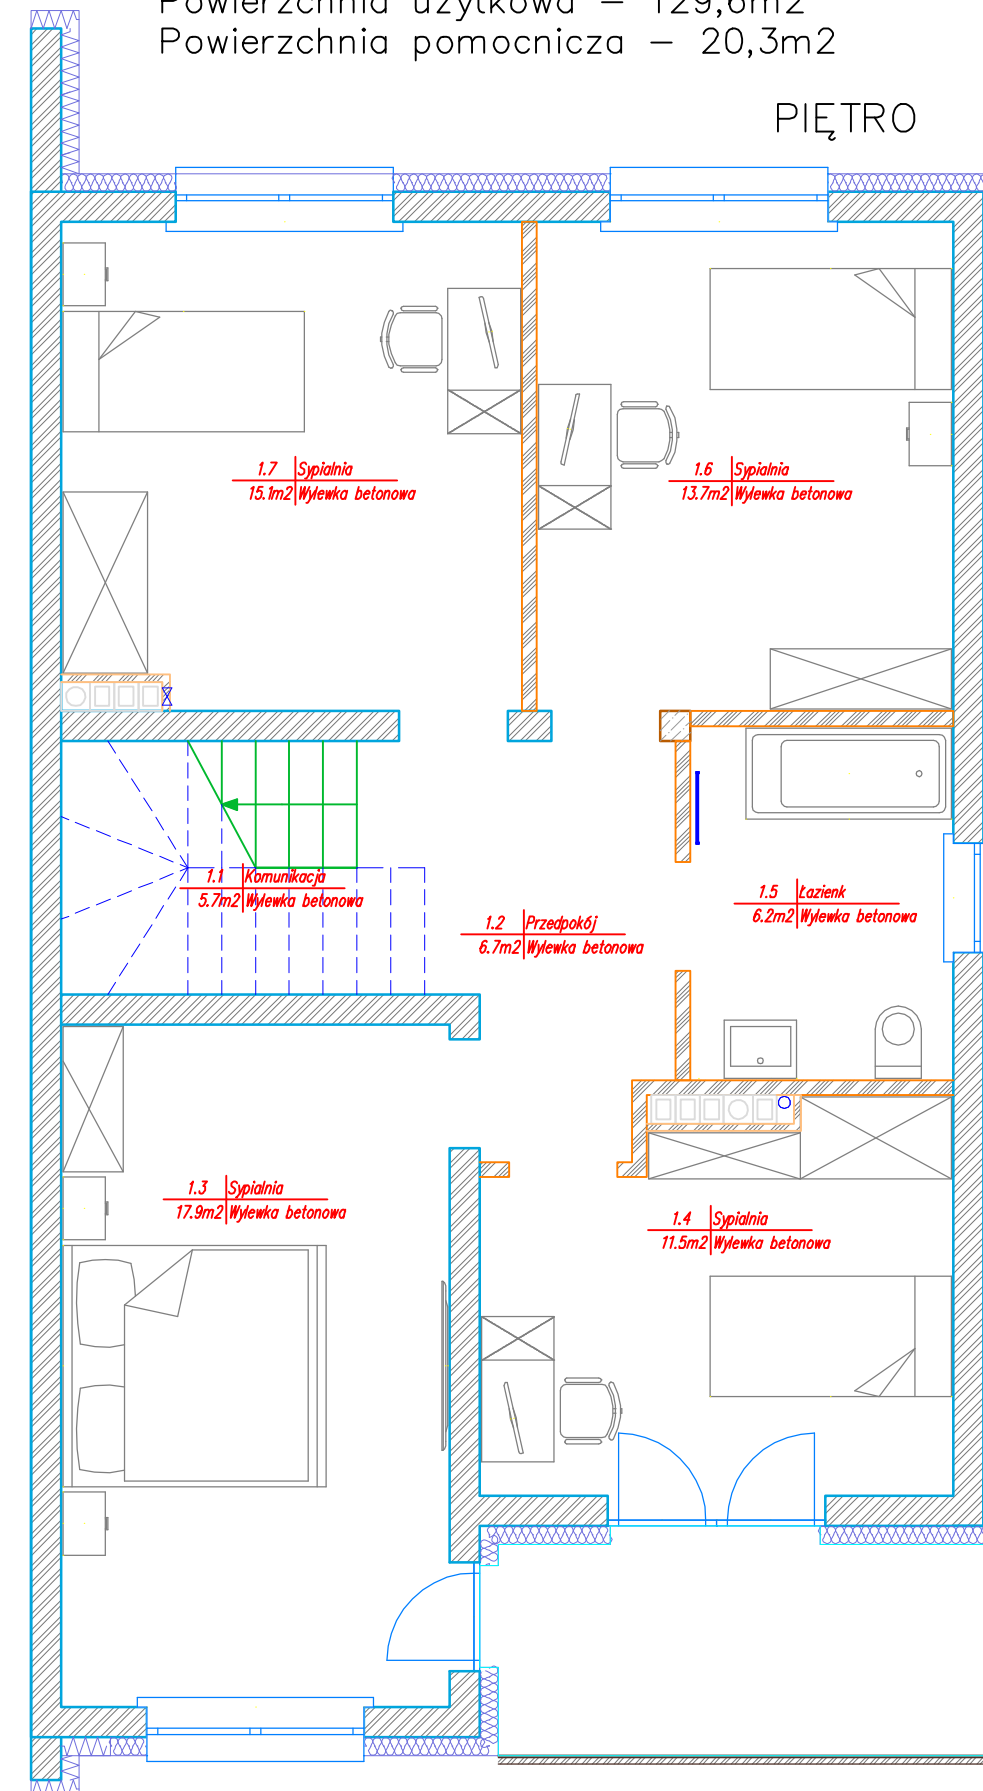 Powierzchnia użytkowa – 129,6m2
Powierzchnia pomocnicza – 20,3m2
PIĘTRO
1.7 Sypialnia
15.1m2 Wylewka betonowa
1.6 Sypialnia
13.7m2 Wylewka betonowa
1.1 Komunikacja
5.7m2 Wylewka betonowa
1.5 Łazienk
6.2m2 Wylewka betonowa
1.2 Przedpokój
6.7m2 Wylewka betonowa
1.3 Sypialnia
17.9m2 Wylewka betonowa
1.4 Sypialnia
11.5m2 Wylewka betonowa